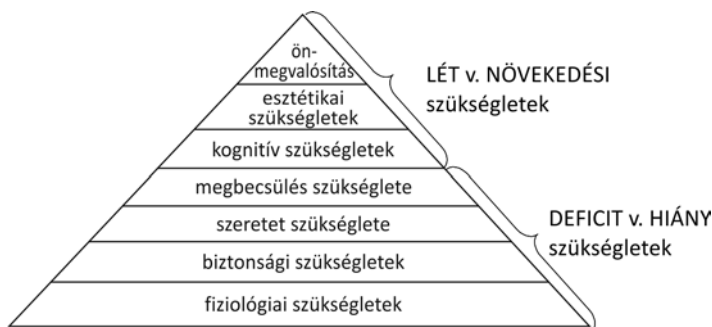 ön-
megvalósítás
esztétikai
szükségletek
kognitív szükségletek
megbecsülés szükséglete
szeretet szükséglete
biztonsági szükségletek
fiziológiai szükségletek
LÉT v. NÖVEKEDÉSI
szükségletek
DEFICIT v. HIÁNY
szükségletek